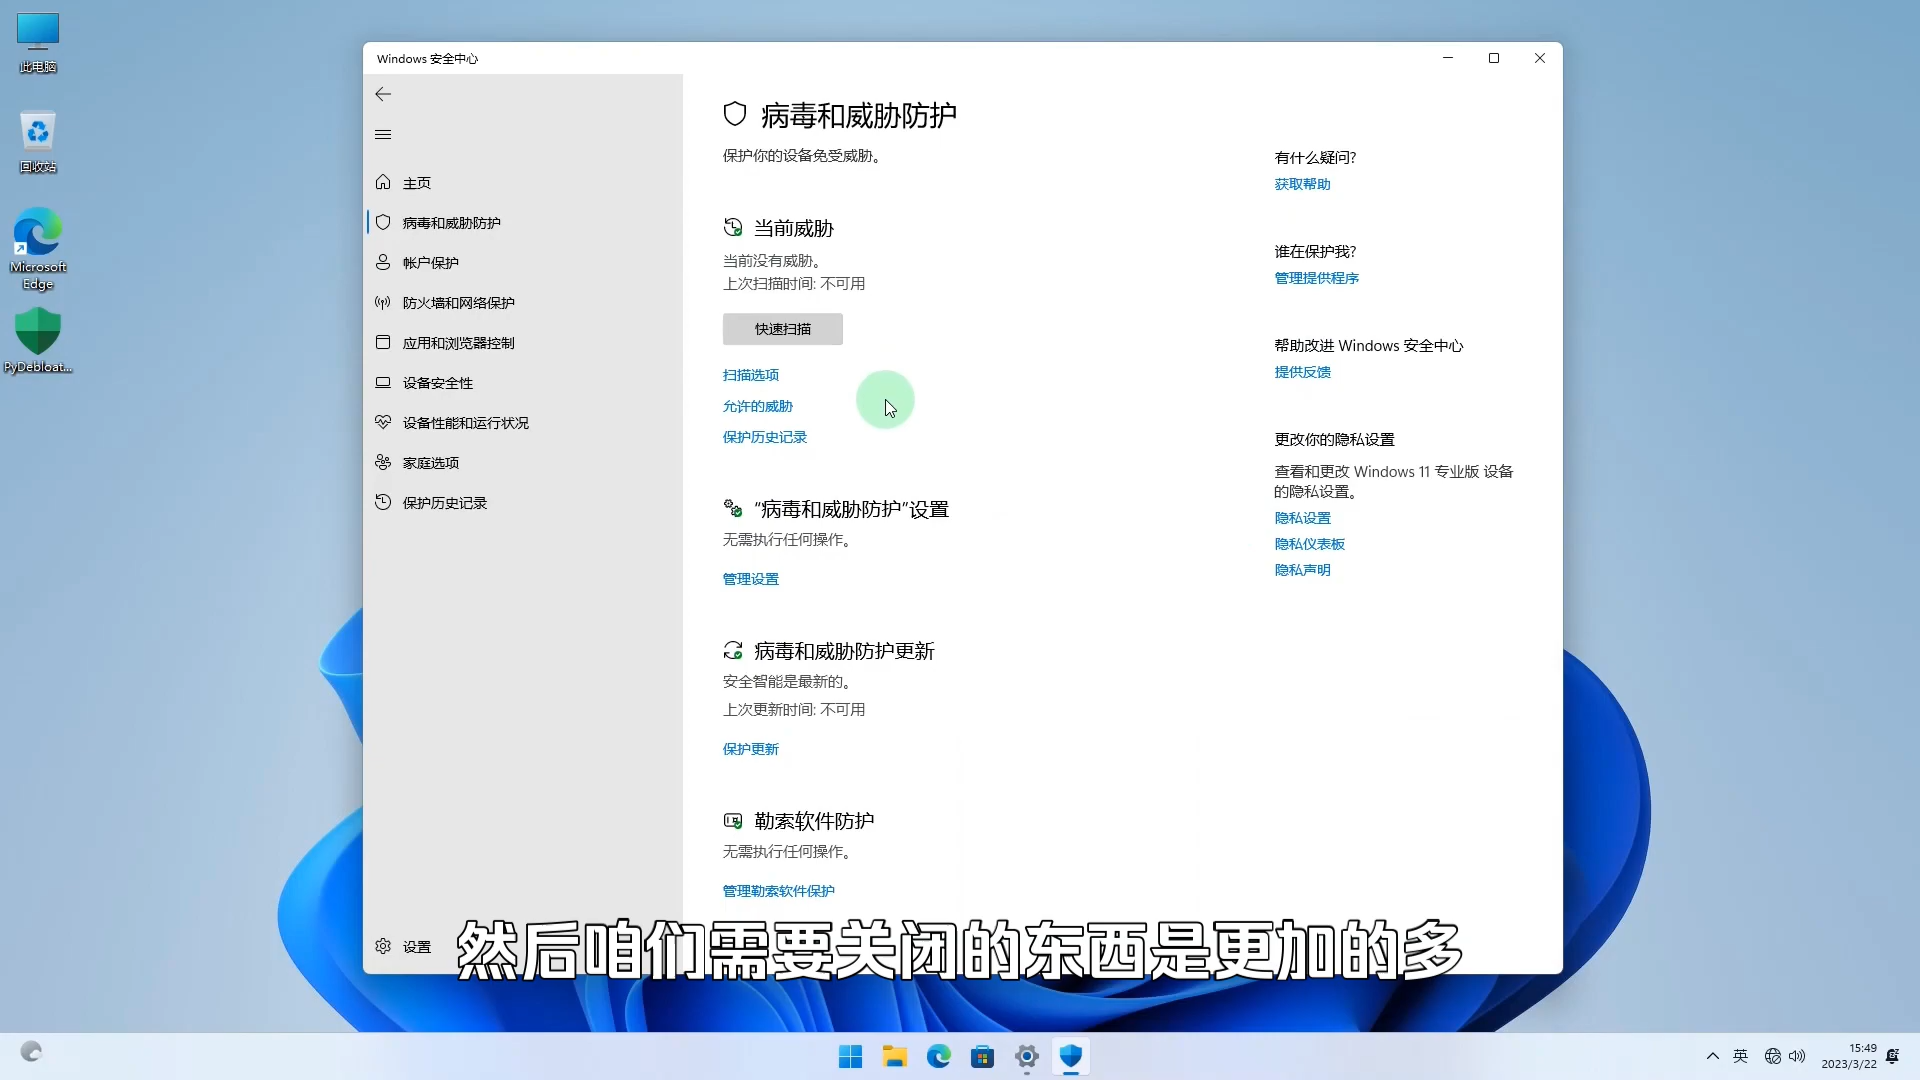 此电脑
回收站
Microsoft
Edge
PyDebloat...
Windows 安全中心
主页
病毒和威胁防护
帐户保护
防火墙和网络保护
应用和浏览器控制
设备安全性
设备性能和运行状况
家庭选项
保护历史记录
设置
病毒和威胁防护
保护你的设备免受威胁。
当前威胁
当前没有威胁。
上次扫描时间: 不可用
快速扫描
扫描选项
允许的威胁
保护历史记录
“病毒和威胁防护”设置
无需执行任何操作。
管理设置
病毒和威胁防护更新
安全智能是最新的。
上次更新时间: 不可用
保护更新
勒索软件防护
无需执行任何操作。
管理勒索软件保护
有什么疑问?
获取帮助
谁在保护我?
管理提供程序
帮助改进 Windows 安全中心
提供反馈
更改你的隐私设置
查看和更改 Windows 11 专业版 设备
的隐私设置。
隐私设置
隐私仪表板
隐私声明
然后咱们需要关闭的东西是更加的多
英
15:49
2023/3/22